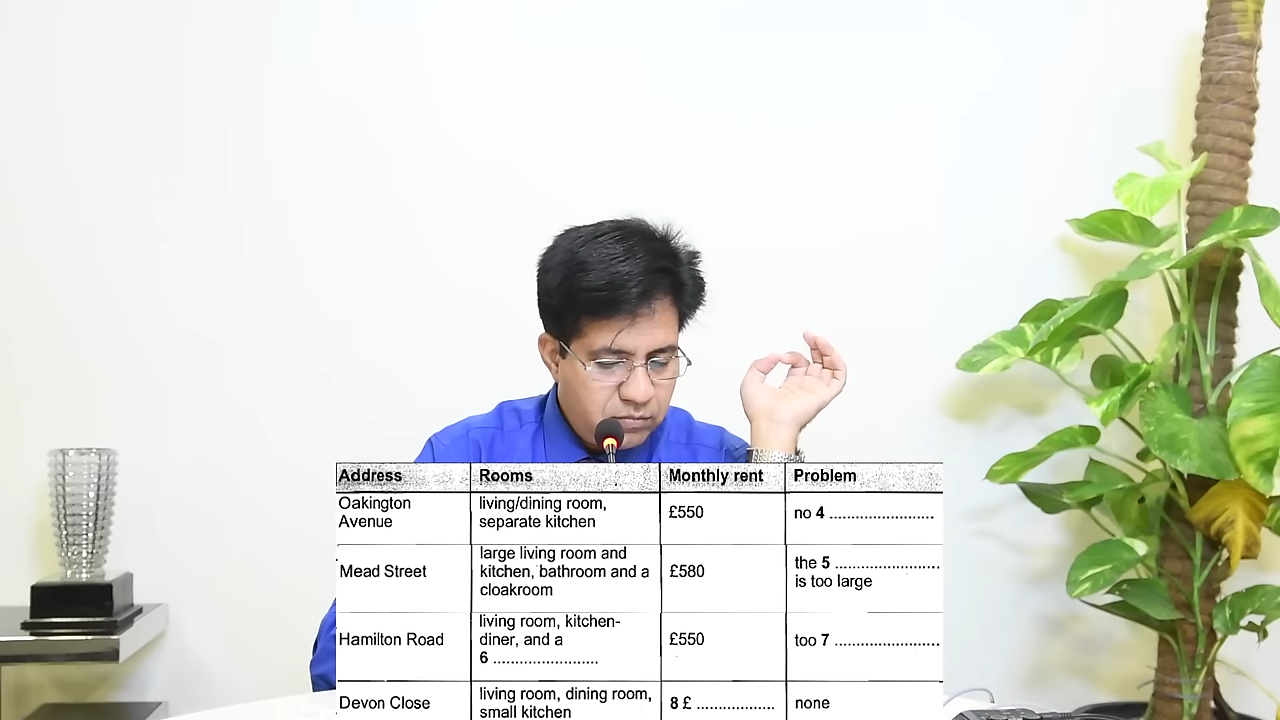 Address Rooms Monthly rent Problem
Oakington
Avenue
living/dining room,
separate kitchen
£550
no 4 ........................
Mead Street
large living room and
kitchen, bathroom and a
cloakroom
£580
the 5 ........................
is too large
Hamilton Road
living room, kitchen-
diner, and a
6 ........................
£550
too 7 ........................
Devon Close
living room, dining room,
small kitchen
8 £ ..................
none